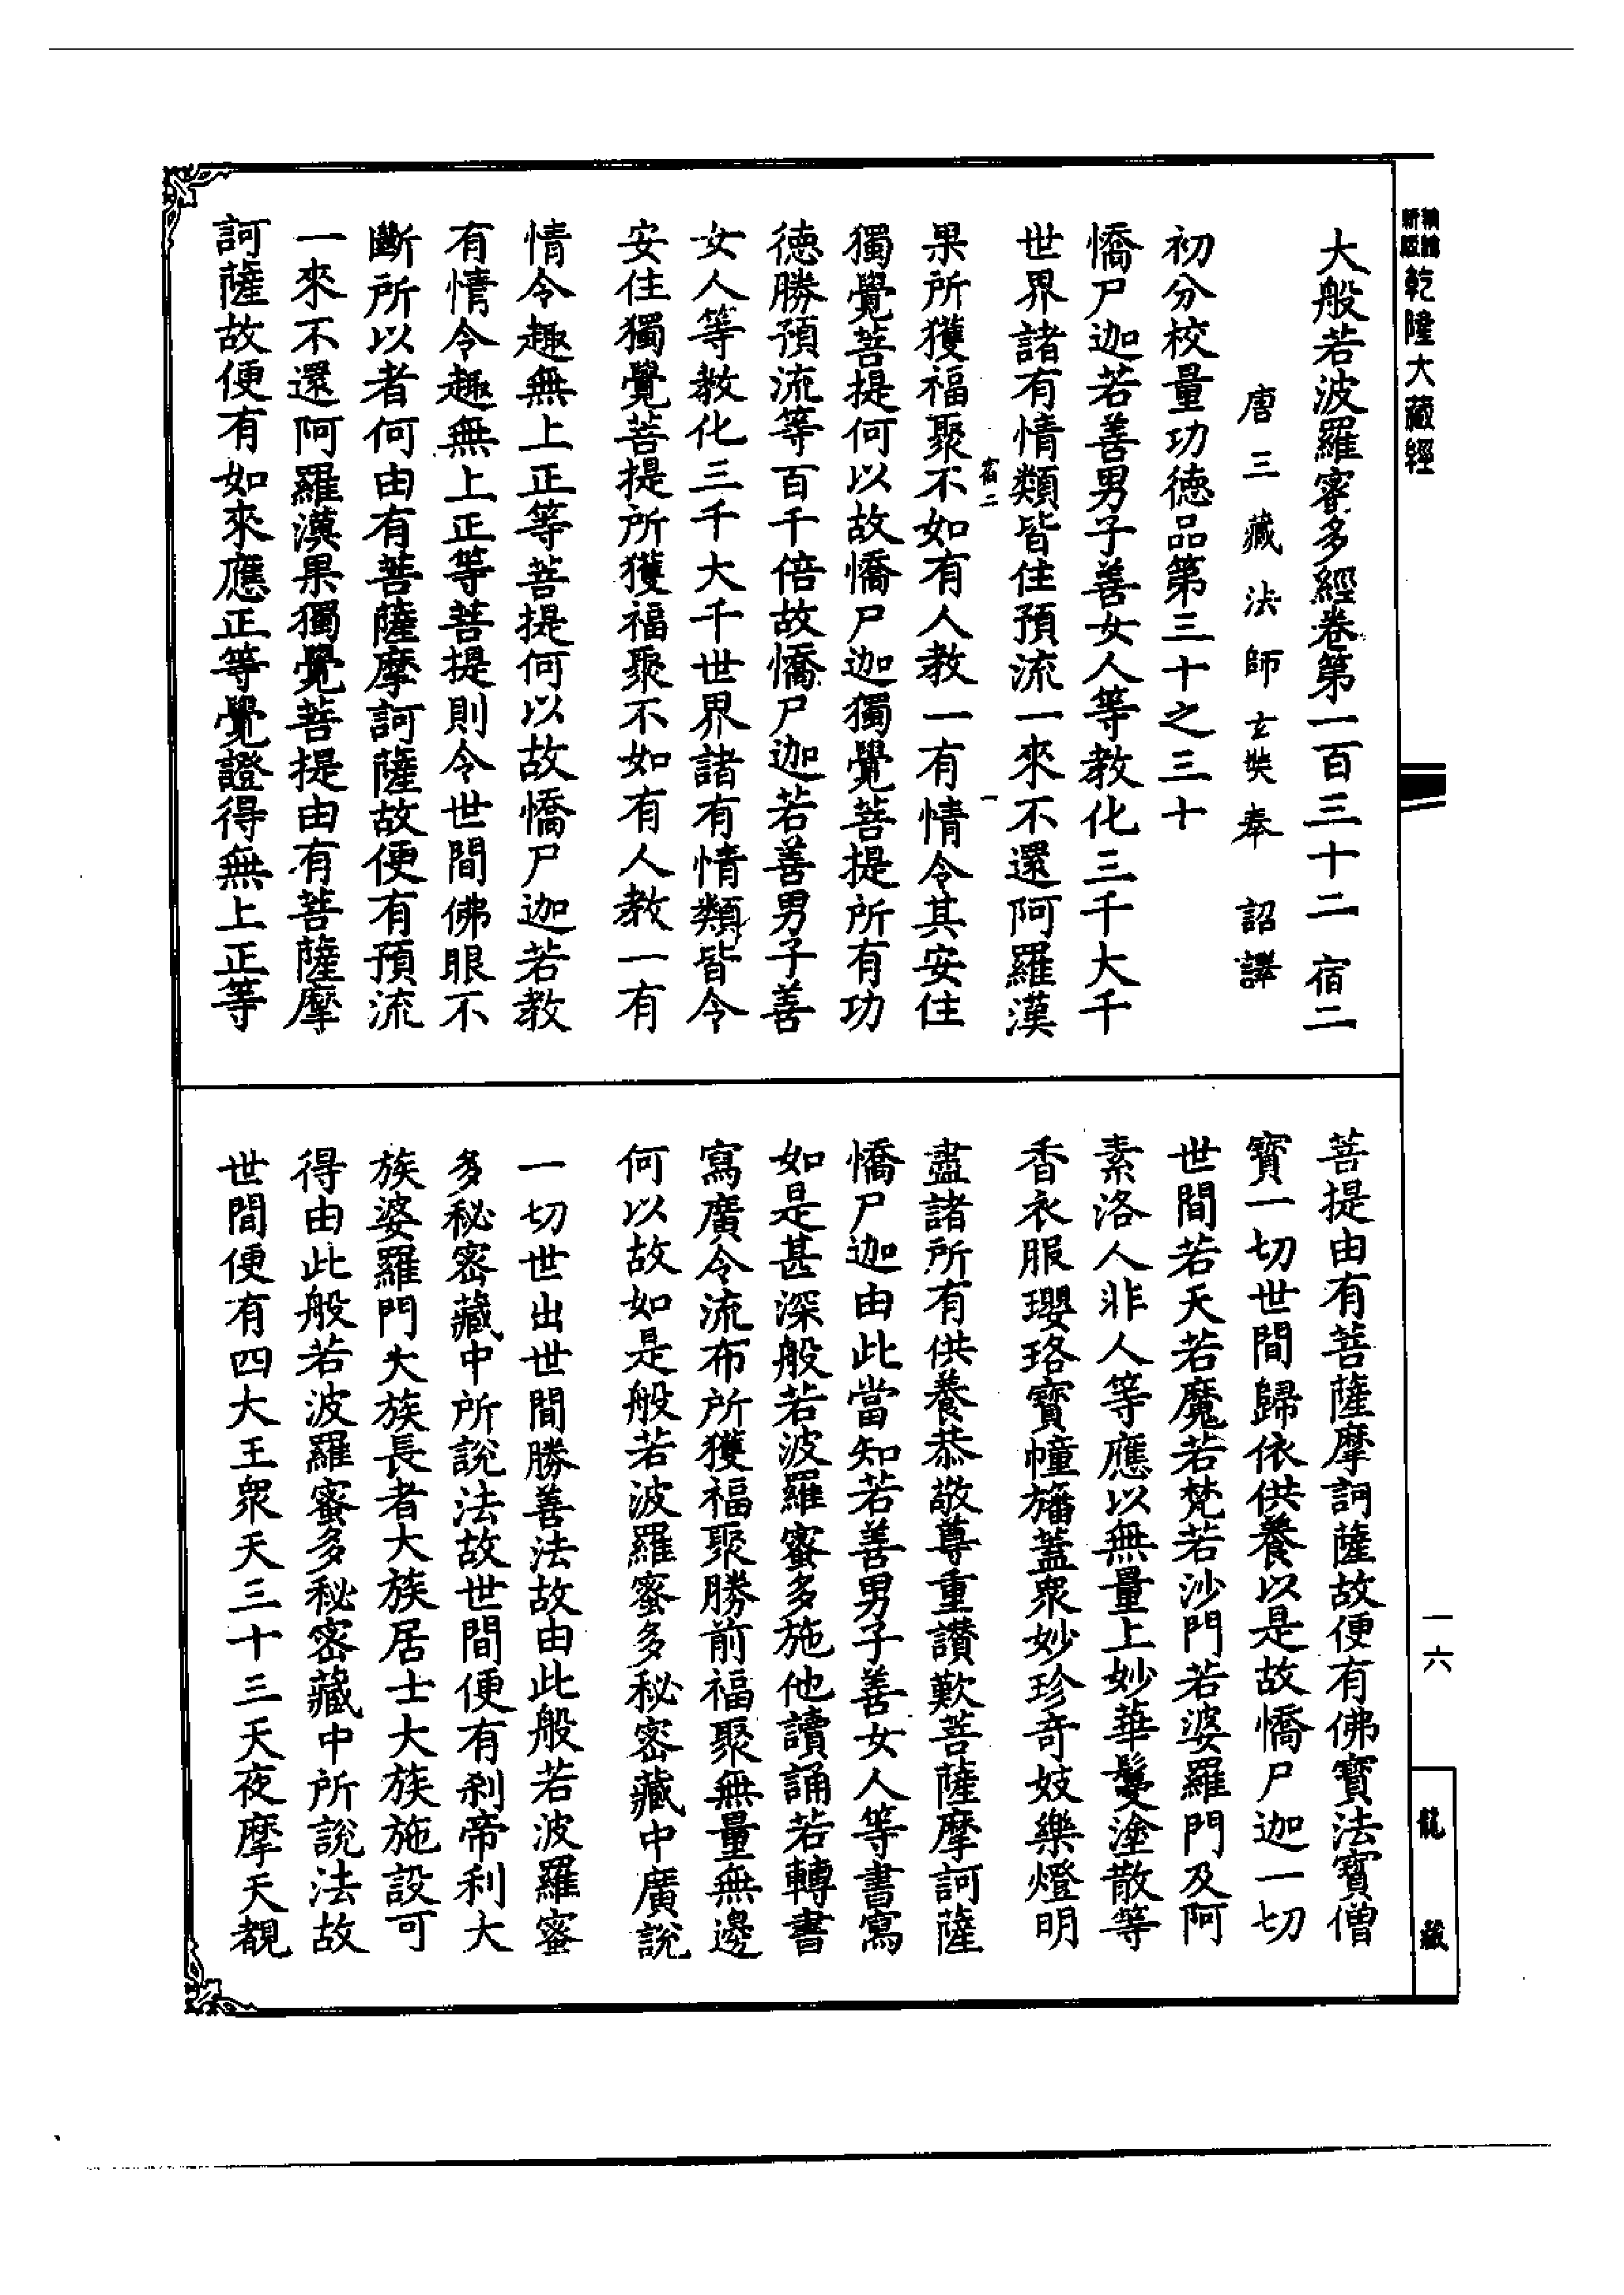 乾隆大藏經
大般若波羅密多經卷第一百三十二 宿二
唐三藏法師玄奘奉 詔譯
初分校量功德品第三十之三十
憍尸迦若善男子善女人等教化三千大千
世界諸有情類皆住預流一來不還阿羅漢
宿二 一
果所獲福聚不如有人教一有情令其安住
獨覺菩提何以故憍尸迦獨覺菩提所有功
德勝預流等百千倍故憍尸迦若善男子善
女人等教化三千大千世界諸有情類皆令
安住獨覺菩提所獲福聚不如有人教一有
情令趣無上正等菩提何以故憍尸迦若教
有情令趣無上正等菩提則令世間佛眼不
斷所以者何由有菩薩摩訶薩故便有預流
一來不還阿羅漢果獨覺菩提由有菩薩摩
訶薩故便有如來應正等覺證得無上正等
菩提由有菩薩摩訶薩故便有佛寶法寶僧
寶一切世間歸依供養以是故憍尸迦一切
世間若天若魔若梵若沙門若婆羅門及阿
素洛人非人等應以無量上妙華鬘塗散等
香衣服瓔珞寶幢旛蓋眾妙珍奇妓樂燈明
盡諸所有供養恭敬尊重讚歎菩薩摩訶薩
憍尸迦由此當知若善男子善女人等書寫
如是甚深般若波羅蜜多施他讀誦若轉書
寫廣令流布所獲福聚勝前福聚無量無邊
何以故如是般若波羅蜜多秘密藏中廣說
一切世出世間勝善法故由此般若波羅蜜
多秘密藏中所說法故世間便有剎帝利大
族婆羅門大族長者大族居士大族施設可
得由此般若波羅蜜多秘密藏中所說法故
世間便有四大王眾天三十三天夜摩天覩
一六
龍藏